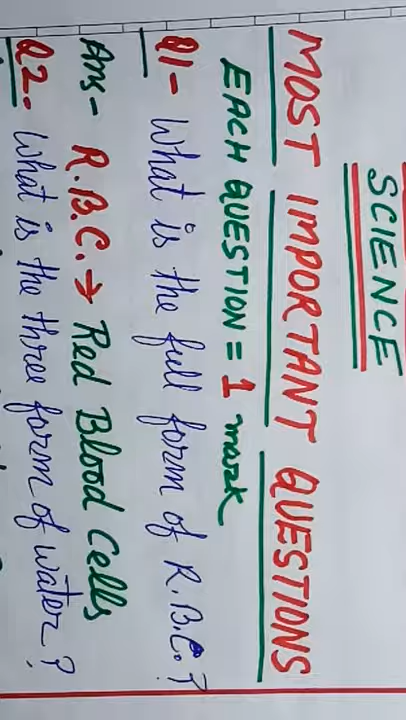 SCIENCE
MOST IMPORTANT QUESTIONS
EACH QUESTION = 1 mark
Q1- What is the full form of R.B.C.?
Ans- R.B.C. → Red Blood Cells
Q2. What is the three form of water?